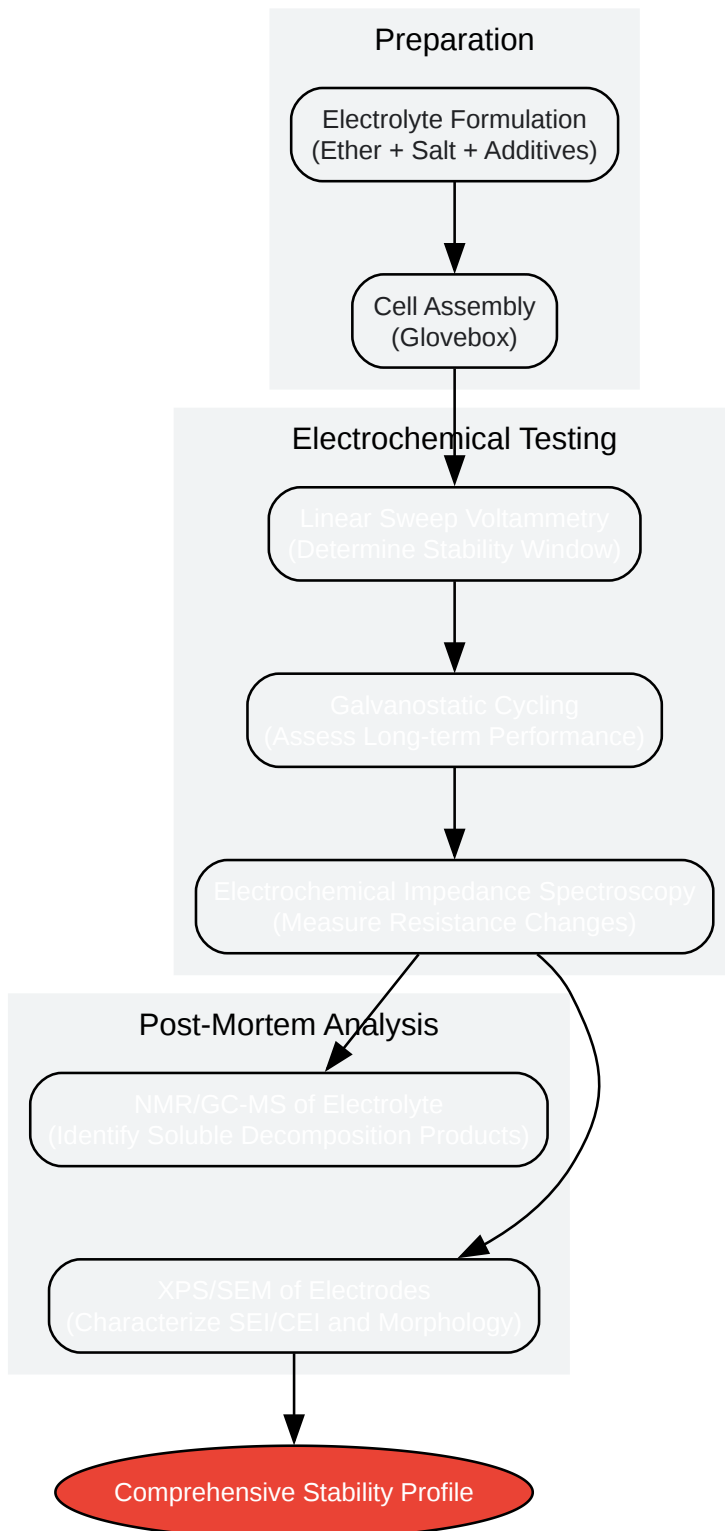 Preparation
Electrolyte Formulation
(Ether + Salt + Additives)
Cell Assembly
(Glovebox)
Electrochemical Testing
Linear Sweep Voltammetry
(Determine Stability Window)
Galvanostatic Cycling
(Assess Long-term Performance)
Electrochemical Impedance Spectroscopy
(Measure Resistance Changes)
Post-Mortem Analysis
NMR/GC-MS of Electrolyte
(Identify Soluble Decomposition Products)
XPS/SEM of Electrodes
(Characterize SEI/CEI and Morphology)
Comprehensive Stability Profile